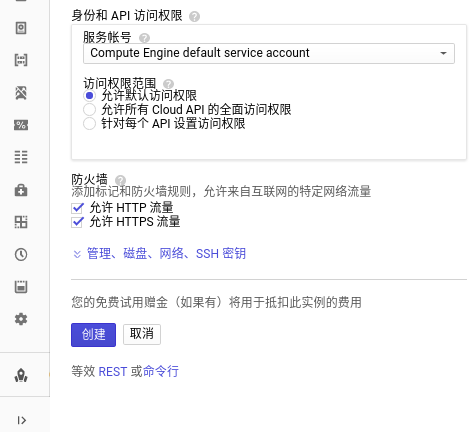 身份和 API 访问权限
服务帐号
Compute Engine default service account
访问权限范围
允许默认访问权限
允许所有 Cloud API 的全面访问权限
针对每个 API 设置访问权限
防火墙
添加标记和防火墙规则，允许来自互联网的特定网络流量
允许 HTTP 流量
允许 HTTPS 流量
管理、磁盘、网络、SSH 密钥
您的免费试用赠金（如果有）将用于抵扣此实例的费用
创建 取消
等效 REST 或命令行